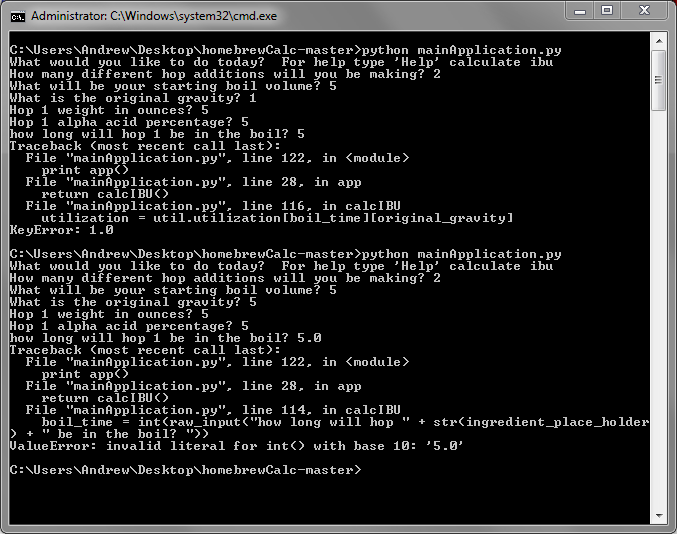 Administrator: C:\Windows\system32\cmd.exe
C:\Users\Andrew\Desktop\homebrewCalc-master>python mainApplication.py
What would you like to do today?  For help type 'Help' calculate ibu
How many different hop additions will you be making? 2
What will be your starting boil volume? 5
What is the original gravity? 1
Hop 1 weight in ounces? 5
Hop 1 alpha acid percentage? 5
how long will hop 1 be in the boil? 5
Traceback (most recent call last):
  File "mainApplication.py", line 122, in <module>
    print app()
  File "mainApplication.py", line 28, in app
    return calcIBU()
  File "mainApplication.py", line 116, in calcIBU
    utilization = util.utilization[boil_time][original_gravity]
KeyError: 1.0
C:\Users\Andrew\Desktop\homebrewCalc-master>python mainApplication.py
What would you like to do today?  For help type 'Help' calculate ibu
How many different hop additions will you be making? 2
What will be your starting boil volume? 5
What is the original gravity? 5
Hop 1 weight in ounces? 5
Hop 1 alpha acid percentage? 5
how long will hop 1 be in the boil? 5.0
Traceback (most recent call last):
  File "mainApplication.py", line 122, in <module>
    print app()
  File "mainApplication.py", line 28, in app
    return calcIBU()
  File "mainApplication.py", line 114, in calcIBU
    boil_time = int(raw_input("how long will hop " + str(ingredient_place_holder
) + " be in the boil? "))
ValueError: invalid literal for int() with base 10: '5.0'
C:\Users\Andrew\Desktop\homebrewCalc-master>